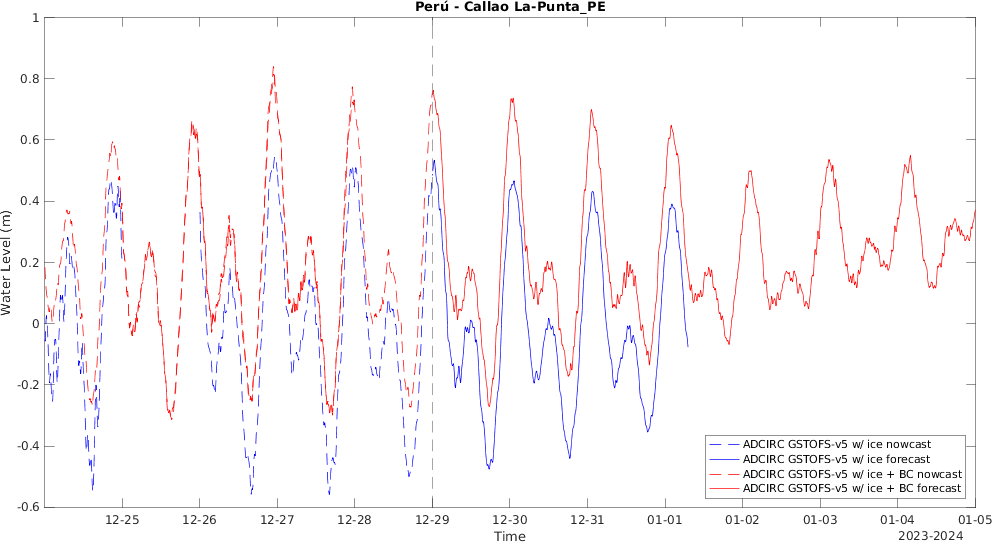 Perú - Callao La-Punta_PE
1
0.8
0.6
0.4
0.2
0
-0.2
-0.4
-0.6
Water Level (m)
12-25 12-26 12-27 12-28 12-29 12-30 12-31 01-01 01-02 01-03 01-04 01-05
Time
2023-2024
ADCIRC GSTOFS-v5 w/ ice nowcast
ADCIRC GSTOFS-v5 w/ ice forecast
ADCIRC GSTOFS-v5 w/ ice + BC nowcast
ADCIRC GSTOFS-v5 w/ ice + BC forecast